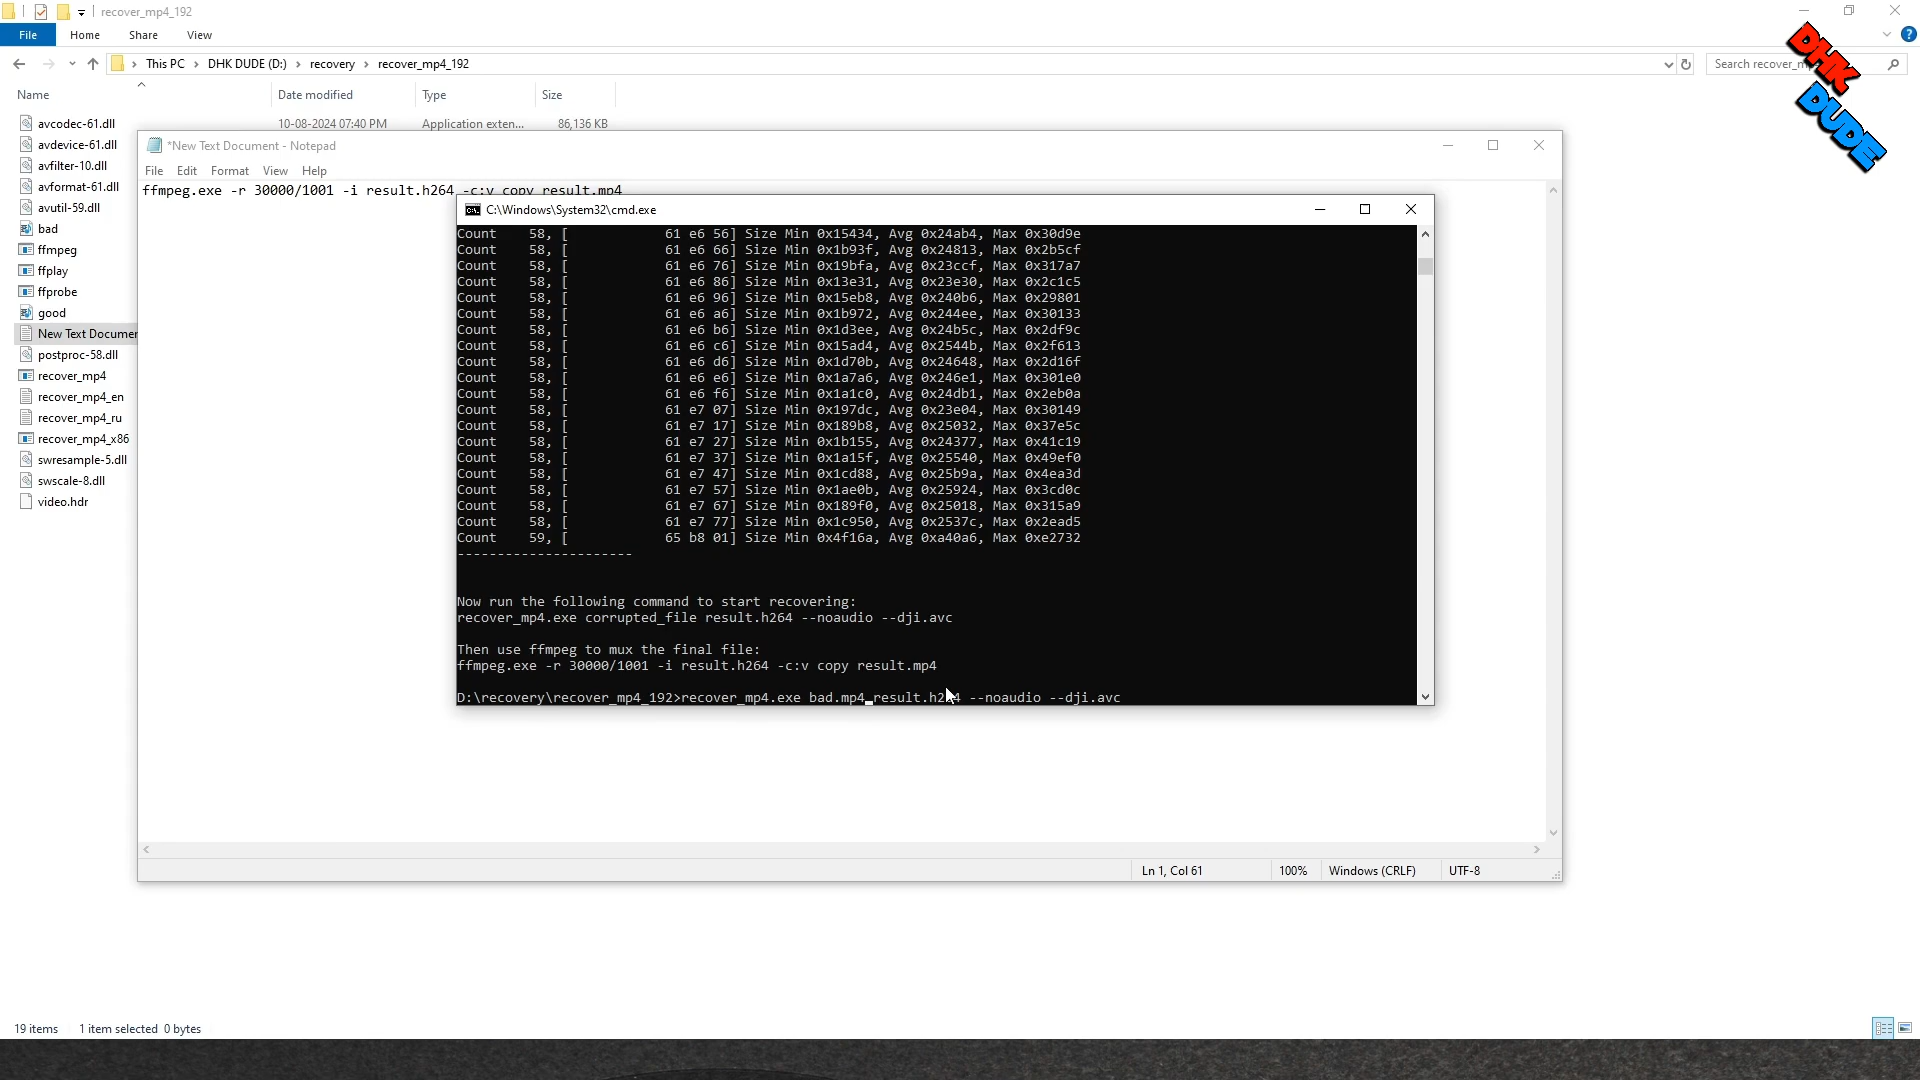 recover_mp4_192
File Home Share View
This PC > DHK DUDE (D:) > recovery > recover_mp4_192
Search recover_m
DHK
DUDE
Name Date modified Type Size
avcodec-61.dll 10-08-2024 07:40 PM Application exten... 86,136 KB
avdevice-61.dll
avfilter-10.dll
avformat-61.dll
avutil-59.dll
bad
ffmpeg
ffplay
ffprobe
good
New Text Documen
postproc-58.dll
recover_mp4
recover_mp4_en
recover_mp4_ru
recover_mp4_x86
swresample-5.dll
swscale-8.dll
video.hdr
*New Text Document - Notepad
File Edit Format View Help
ffmpeg.exe -r 30000/1001 -i result.h264 -c:v copy result.mp4
C:\Windows\System32\cmd.exe
Count 58, [ 61 e6 56] Size Min 0x15434, Avg 0x24ab4, Max 0x30d9e
Count 58, [ 61 e6 66] Size Min 0x1b93f, Avg 0x24813, Max 0x2b5cf
Count 58, [ 61 e6 76] Size Min 0x19bfa, Avg 0x23ccf, Max 0x317a7
Count 58, [ 61 e6 86] Size Min 0x13e31, Avg 0x23e30, Max 0x2c1c5
Count 58, [ 61 e6 96] Size Min 0x15eb8, Avg 0x240b6, Max 0x29801
Count 58, [ 61 e6 a6] Size Min 0x1b972, Avg 0x244ee, Max 0x30133
Count 58, [ 61 e6 b6] Size Min 0x1d3ee, Avg 0x24b5c, Max 0x2df9c
Count 58, [ 61 e6 c6] Size Min 0x15ad4, Avg 0x2544b, Max 0x2f613
Count 58, [ 61 e6 d6] Size Min 0x1d70b, Avg 0x24648, Max 0x2d16f
Count 58, [ 61 e6 e6] Size Min 0x1a7a6, Avg 0x246e1, Max 0x301e0
Count 58, [ 61 e6 f6] Size Min 0x1a1c0, Avg 0x24db1, Max 0x2eb0a
Count 58, [ 61 e7 07] Size Min 0x197dc, Avg 0x23e04, Max 0x30149
Count 58, [ 61 e7 17] Size Min 0x189b8, Avg 0x25032, Max 0x37e5c
Count 58, [ 61 e7 27] Size Min 0x1b155, Avg 0x24377, Max 0x41c19
Count 58, [ 61 e7 37] Size Min 0x1a15f, Avg 0x25540, Max 0x49ef0
Count 58, [ 61 e7 47] Size Min 0x1cd88, Avg 0x25b9a, Max 0x4ea3d
Count 58, [ 61 e7 57] Size Min 0x1ae0b, Avg 0x25924, Max 0x3cd0c
Count 58, [ 61 e7 67] Size Min 0x189f0, Avg 0x25018, Max 0x315a9
Count 58, [ 61 e7 77] Size Min 0x1c950, Avg 0x2537c, Max 0x2ead5
Count 59, [ 65 b8 01] Size Min 0x4f16a, Avg 0xa40a6, Max 0xe2732
----------------------
Now run the following command to start recovering:
recover_mp4.exe corrupted_file result.h264 --noaudio --dji.avc
Then use ffmpeg to mux the final file:
ffmpeg.exe -r 30000/1001 -i result.h264 -c:v copy result.mp4
D:\recovery\recover_mp4_192>recover_mp4.exe bad.mp4 result.h264 --noaudio --dji.avc
Ln 1, Col 61 100% Windows (CRLF) UTF-8
19 items 1 item selected 0 bytes